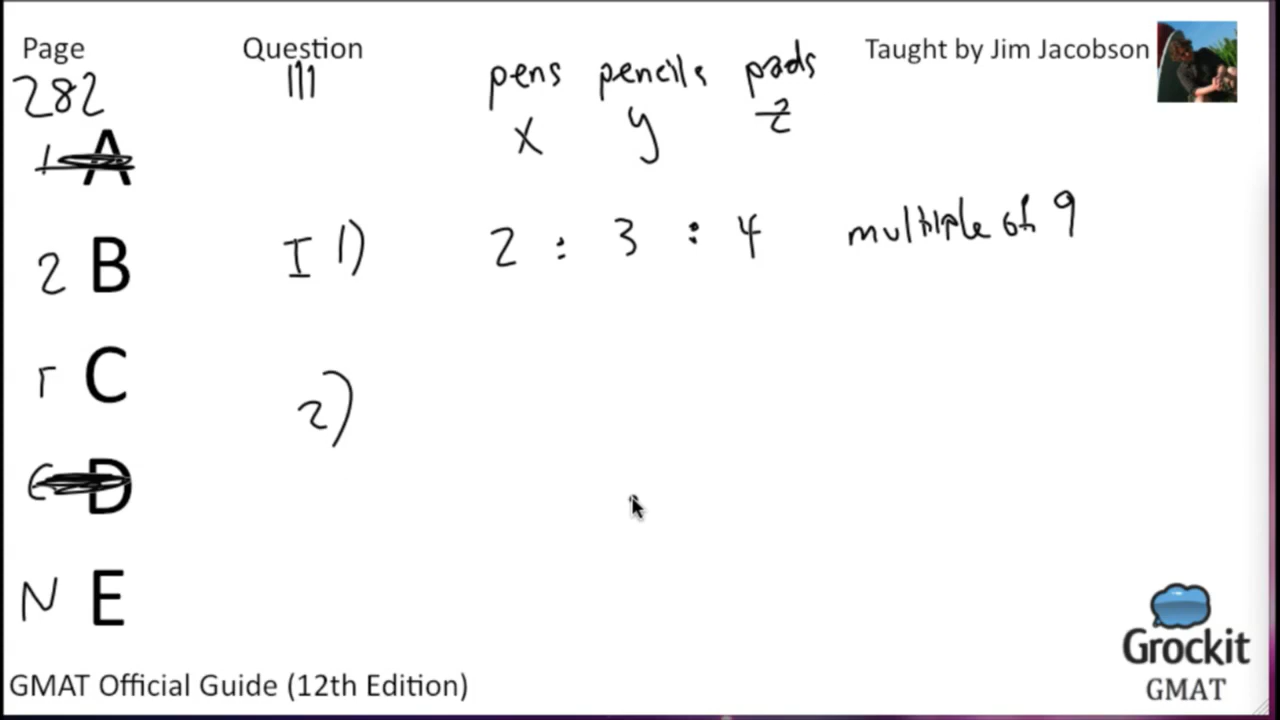 Page Question Taught by Jim Jacobson
282 111 pens pencils pads
x y z
1 A
2 B I 1) 2 : 3 : 4 multiple of 9
T C 2)
E D
N E
GMAT Official Guide (12th Edition)
Grockit
GMAT